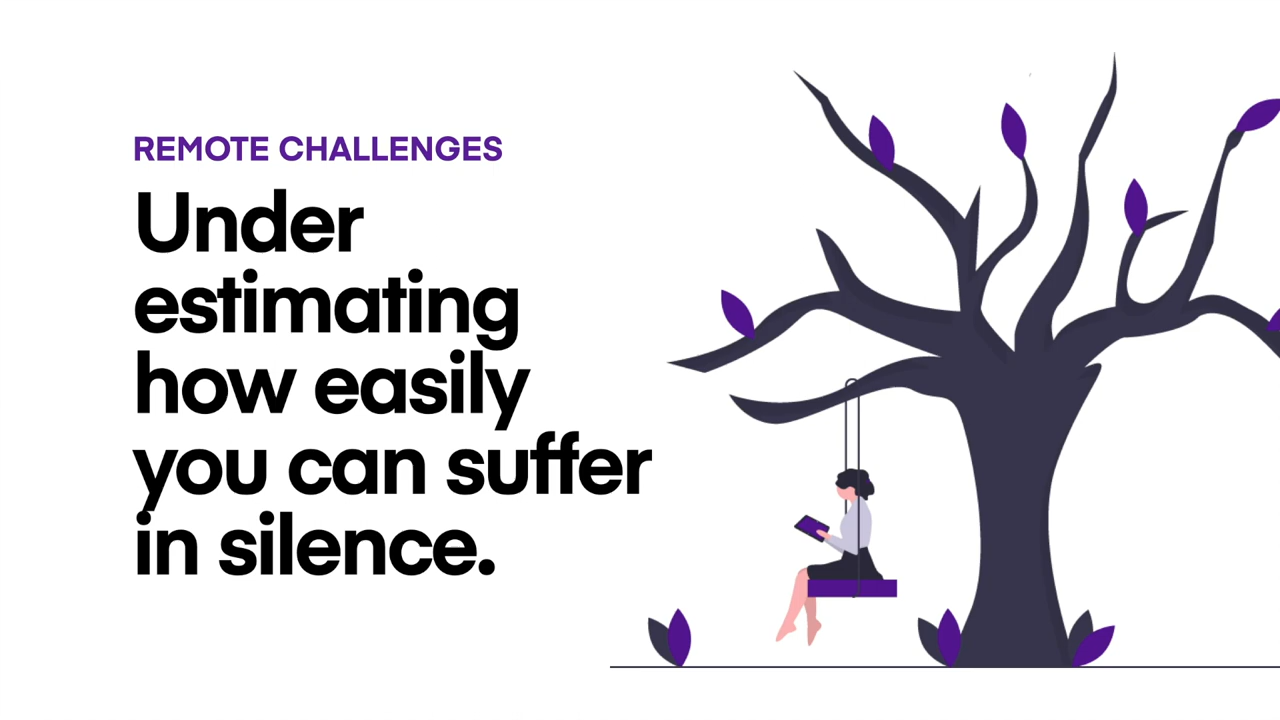 REMOTE CHALLENGES
Under
estimating
how easily
you can suffer
in silence.